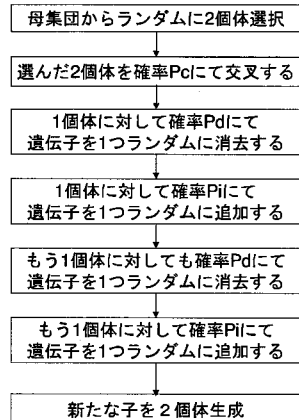 母集団からランダムに2個体選択
選んだ2個体を確率Pcにて交叉する
1個体に対して確率Pdにて
遺伝子を1つランダムに消去する
1個体に対して確率Piにて
遺伝子を1つランダムに追加する
もう1個体に対しても確率Pdにて
遺伝子を1つランダムに消去する
もう1個体に対して確率Piにて
遺伝子を1つランダムに追加する
新たな子を２個体生成